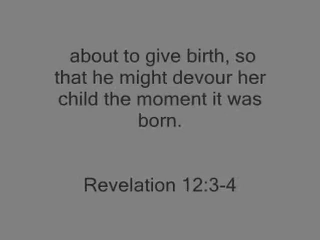 about to give birth, so
that he might devour her
child the moment it was
born.
Revelation 12:3-4